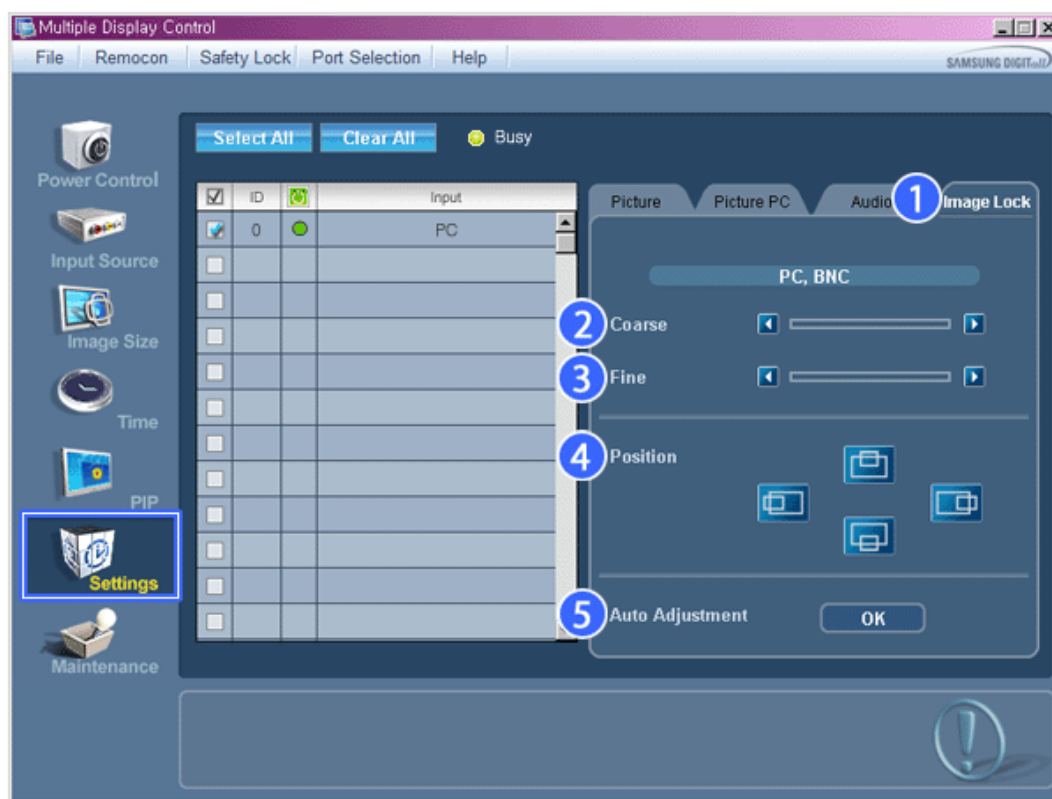 Multiple Display Control
File Remocon Safety Lock Port Selection Help
SAMSUNG DIGITall
Select All Clear All Busy
Power Control
Input Source
Image Size
Time
PIP
Settings
Maintenance
ID Input
0 PC
Picture Picture PC Audio 1 Image Lock
PC, BNC
2 Coarse
3 Fine
4 Position
5 Auto Adjustment OK